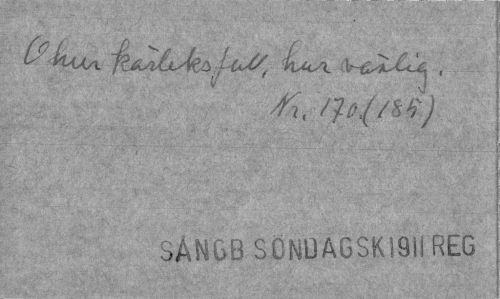 O hur kärleksfull, hur vänlig.
Nr. 170.(185)
SÅNGB SÖNDAGSK 1911 REG